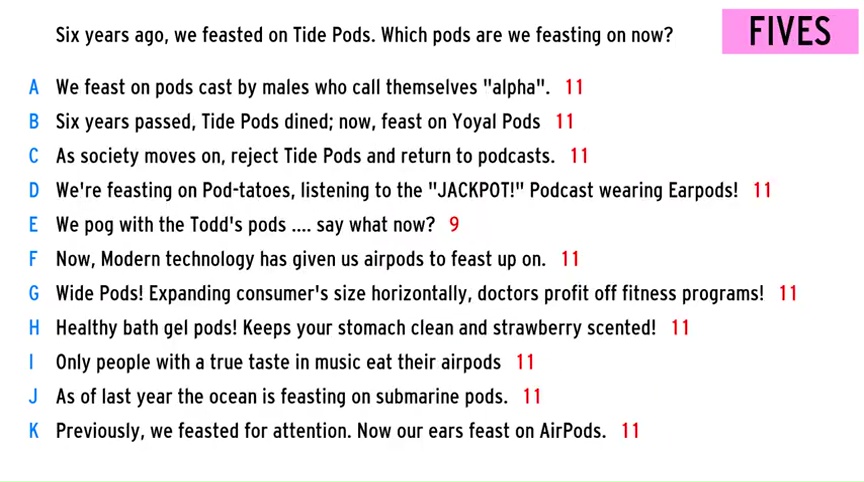 Six years ago, we feasted on Tide Pods. Which pods are we feasting on now?
FIVES
A We feast on pods cast by males who call themselves "alpha". 11
B Six years passed, Tide Pods dined; now, feast on Yoyal Pods 11
C As society moves on, reject Tide Pods and return to podcasts. 11
D We're feasting on Pod-tatoes, listening to the "JACKPOT!" Podcast wearing Earpods! 11
E We pog with the Todd's pods .... say what now? 9
F Now, Modern technology has given us airpods to feast up on. 11
G Wide Pods! Expanding consumer's size horizontally, doctors profit off fitness programs! 11
H Healthy bath gel pods! Keeps your stomach clean and strawberry scented! 11
I Only people with a true taste in music eat their airpods 11
J As of last year the ocean is feasting on submarine pods. 11
K Previously, we feasted for attention. Now our ears feast on AirPods. 11